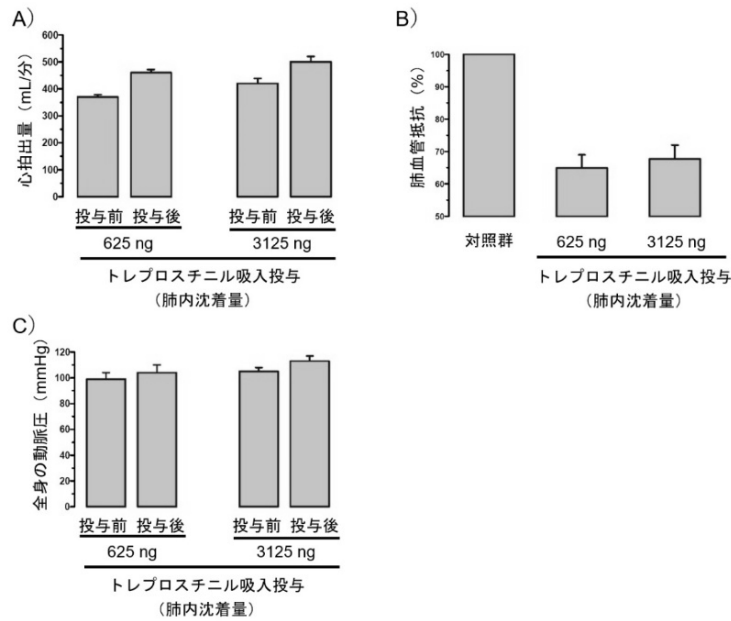 A)
心拍出量（mL/分）
600
500
400
300
200
100
0
投与前 投与後 投与前 投与後
625 ng 3125 ng
トレプロスチニル吸入投与
（肺内沈着量）
B)
肺血管抵抗（%）
100
90
80
70
60
50
対照群 625 ng 3125 ng
トレプロスチニル吸入投与
（肺内沈着量）
C)
全身の動脈圧（mmHg）
120
100
80
60
40
20
0
投与前 投与後 投与前 投与後
625 ng 3125 ng
トレプロスチニル吸入投与
（肺内沈着量）